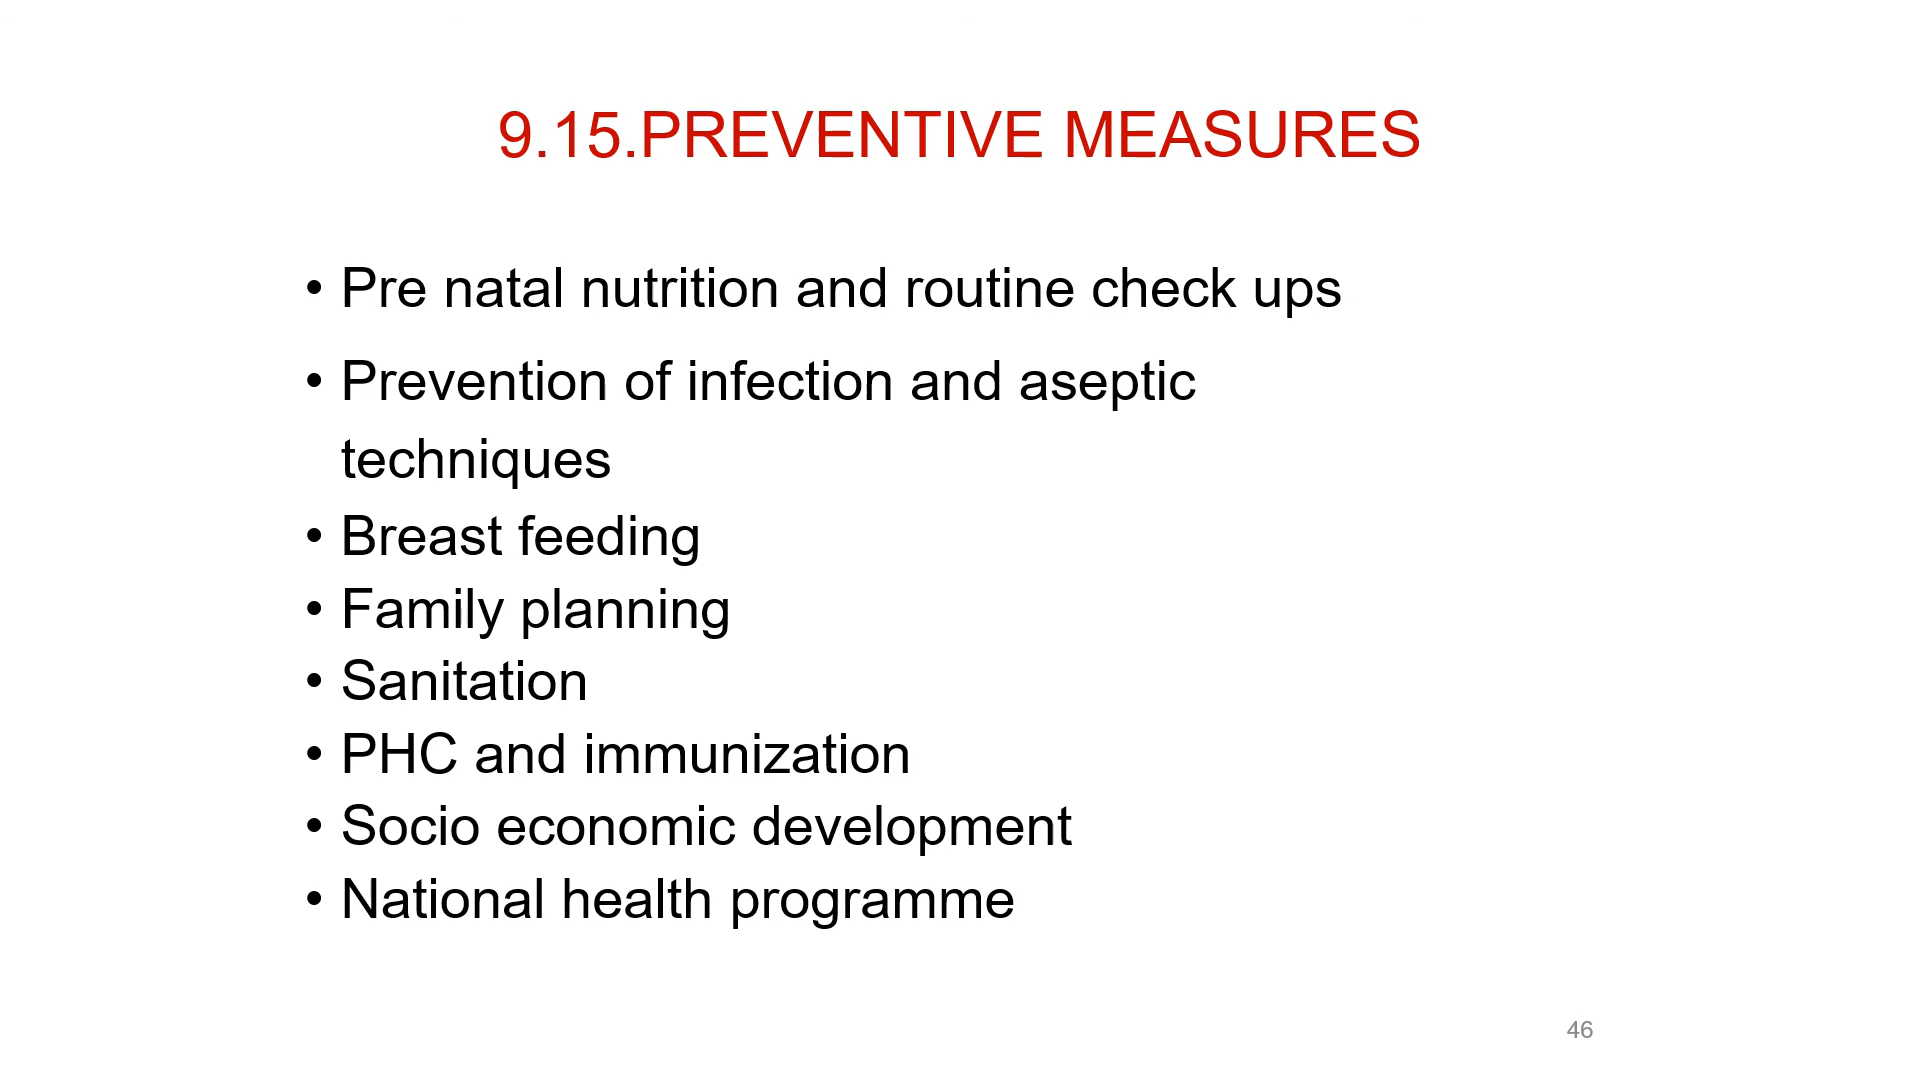 9.15.PREVENTIVE MEASURES
• Pre natal nutrition and routine check ups
• Prevention of infection and aseptic
techniques
• Breast feeding
• Family planning
• Sanitation
• PHC and immunization
• Socio economic development
• National health programme
46